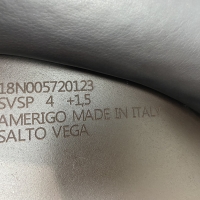 18N005720123
SVSP 4 +1,5
AMERIGO MADE IN ITAL
SALTO VEGA